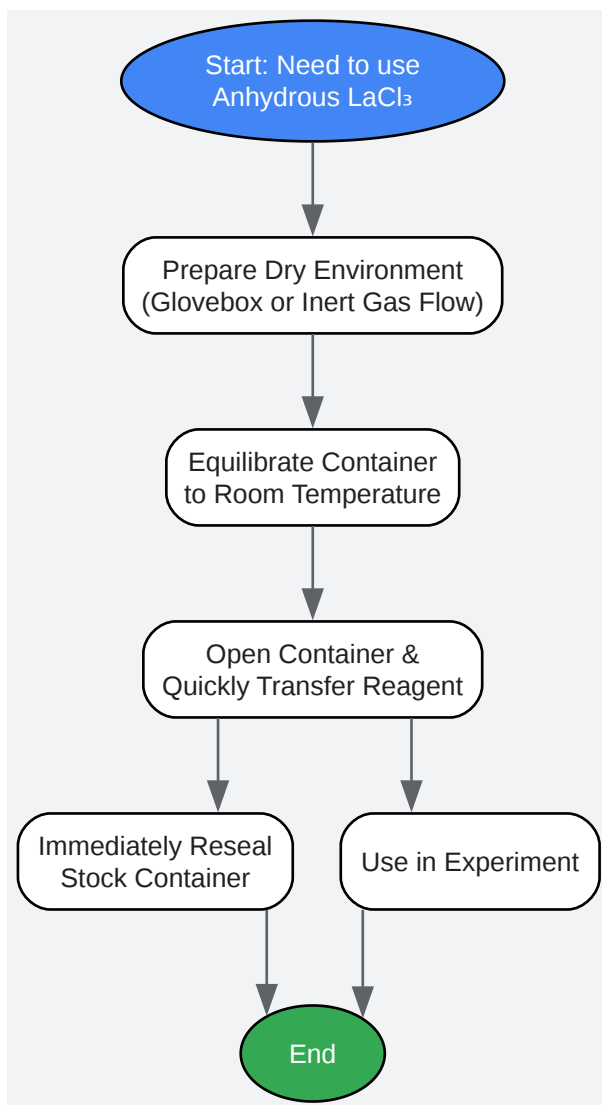 Start: Need to use
Anhydrous LaCl₃
Prepare Dry Environment
(Glovebox or Inert Gas Flow)
Equilibrate Container
to Room Temperature
Open Container &
Quickly Transfer Reagent
Immediately Reseal
Stock Container
Use in Experiment
End